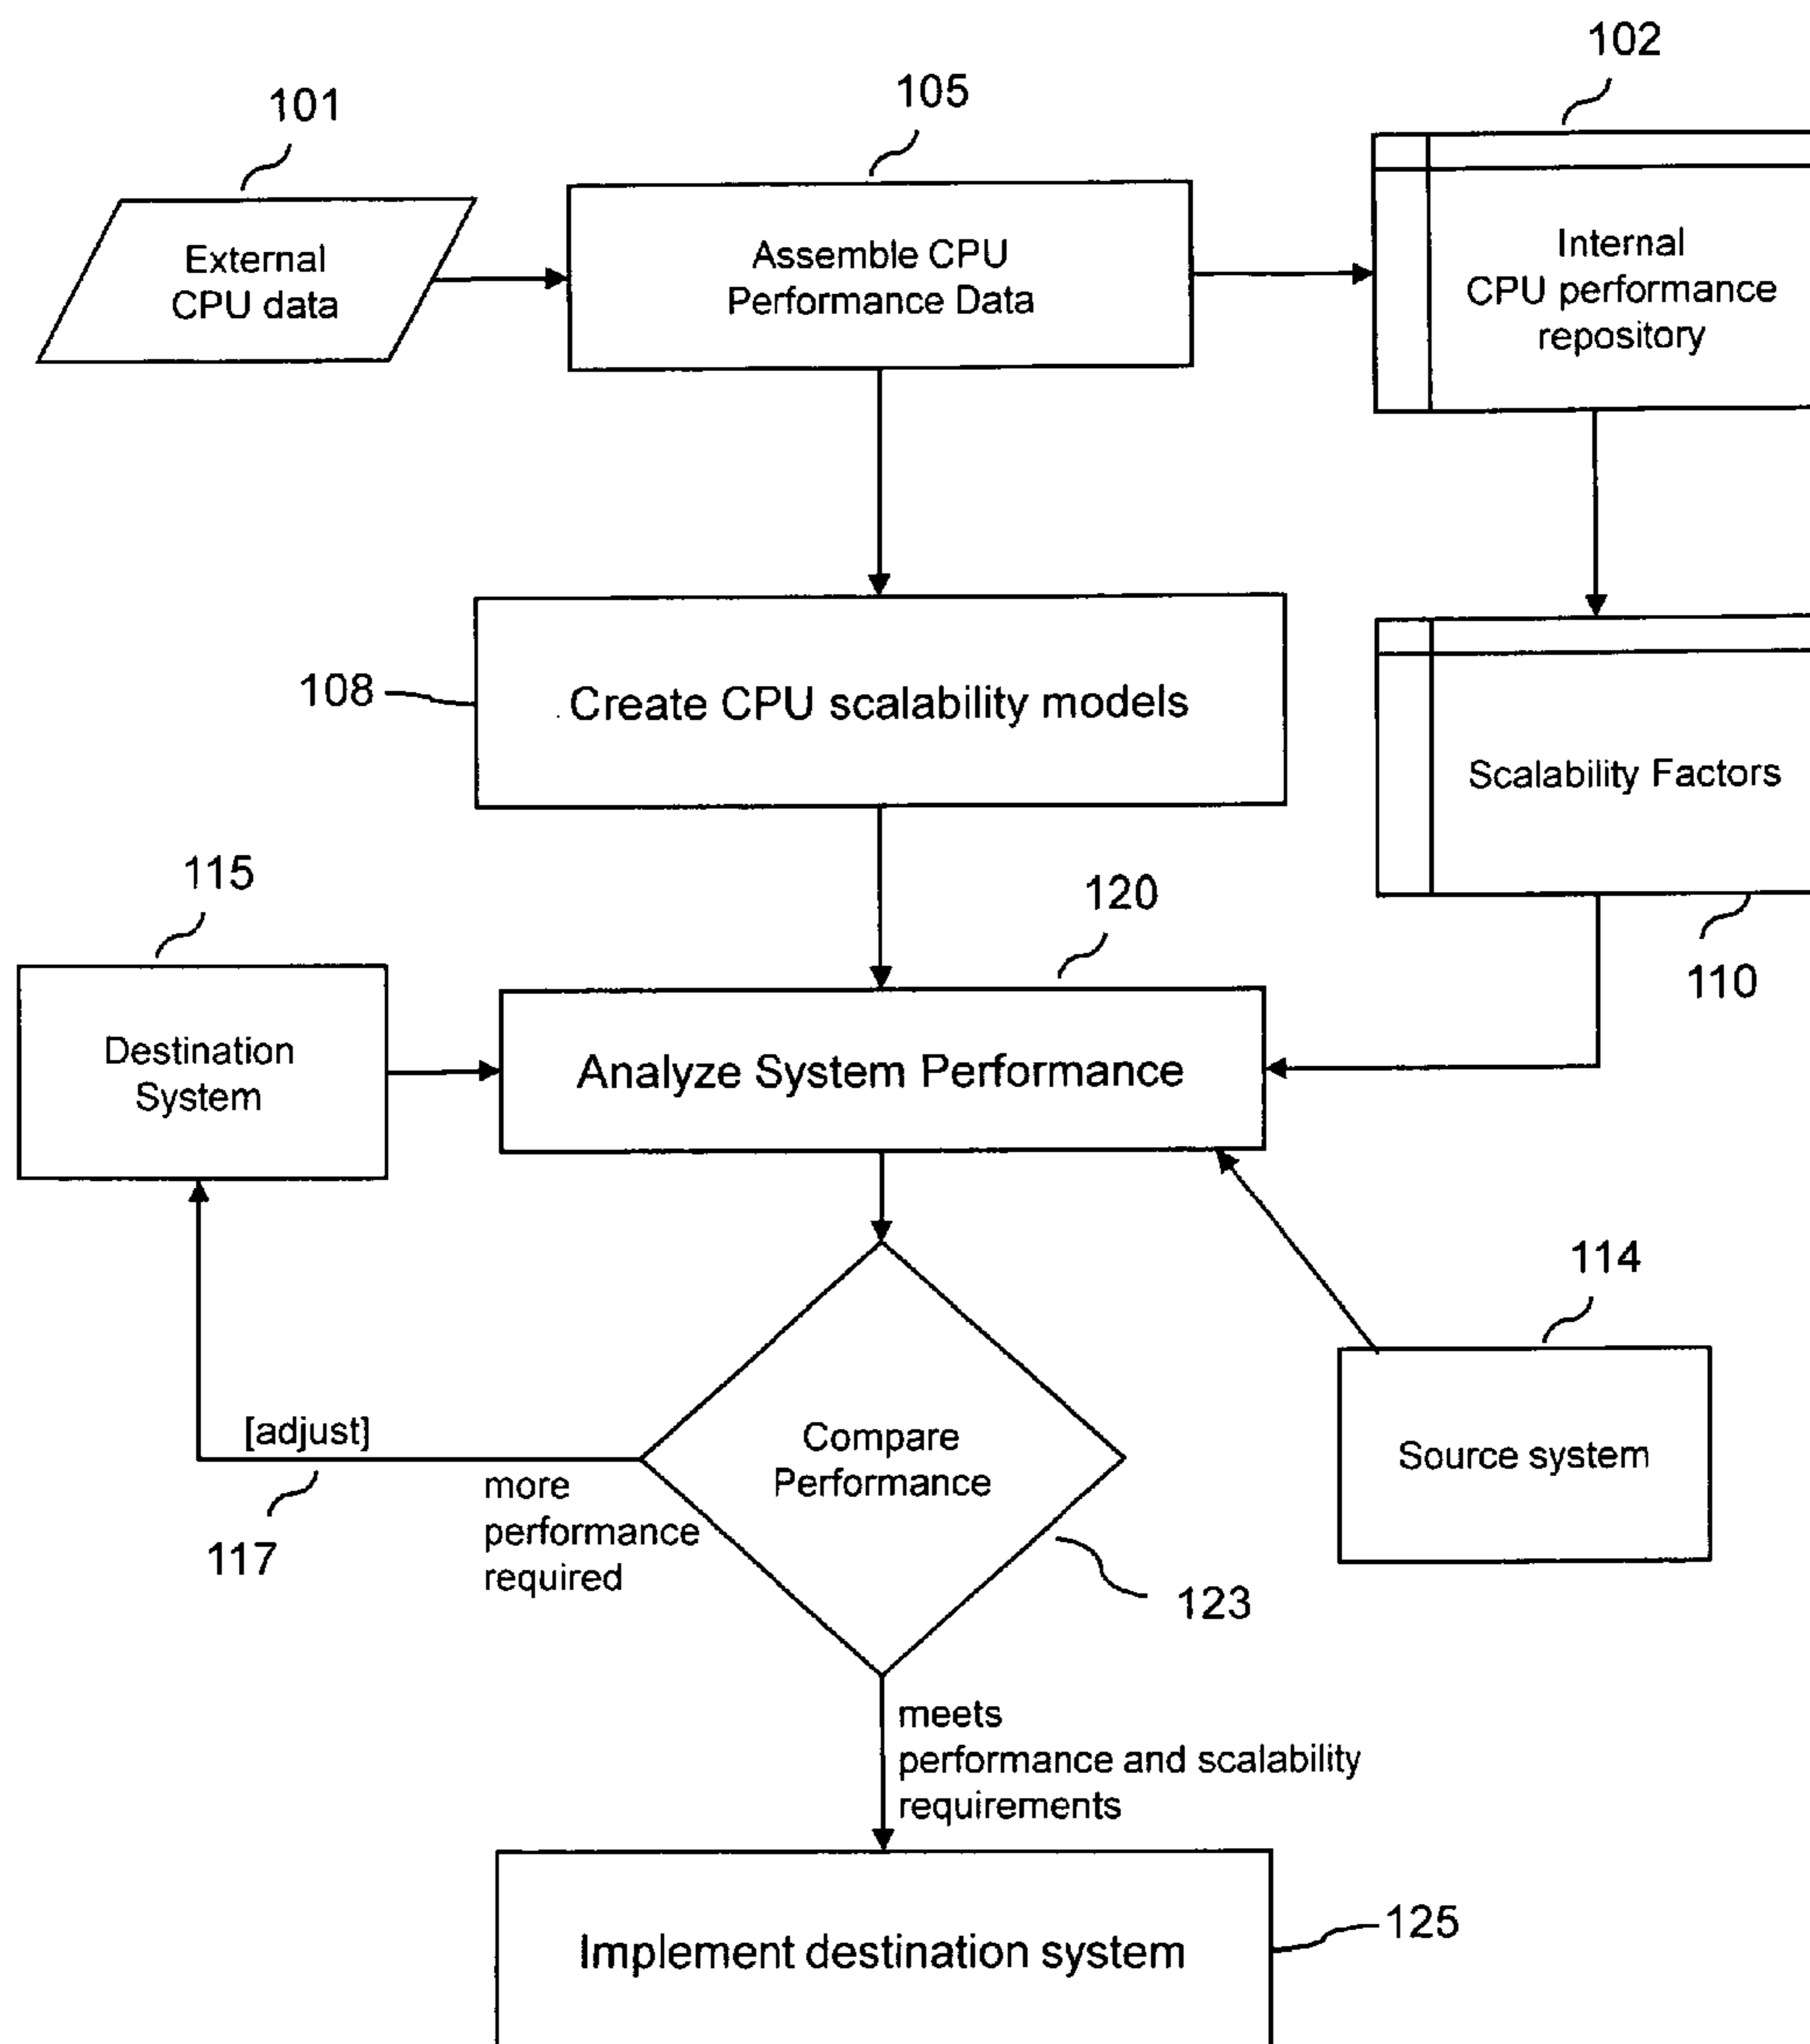 102
105
101
External
CPU data
Assemble CPU
Performance Data
Internal
CPU performance
repository
108
Create CPU scalability models
Scalability Factors
115
120
110
Destination
System
Analyze System Performance
114
[adjust]
Compare
Performance
Source system
more
performance
required
117
123
meets
performance and scalability
requirements
125
Implement destination system